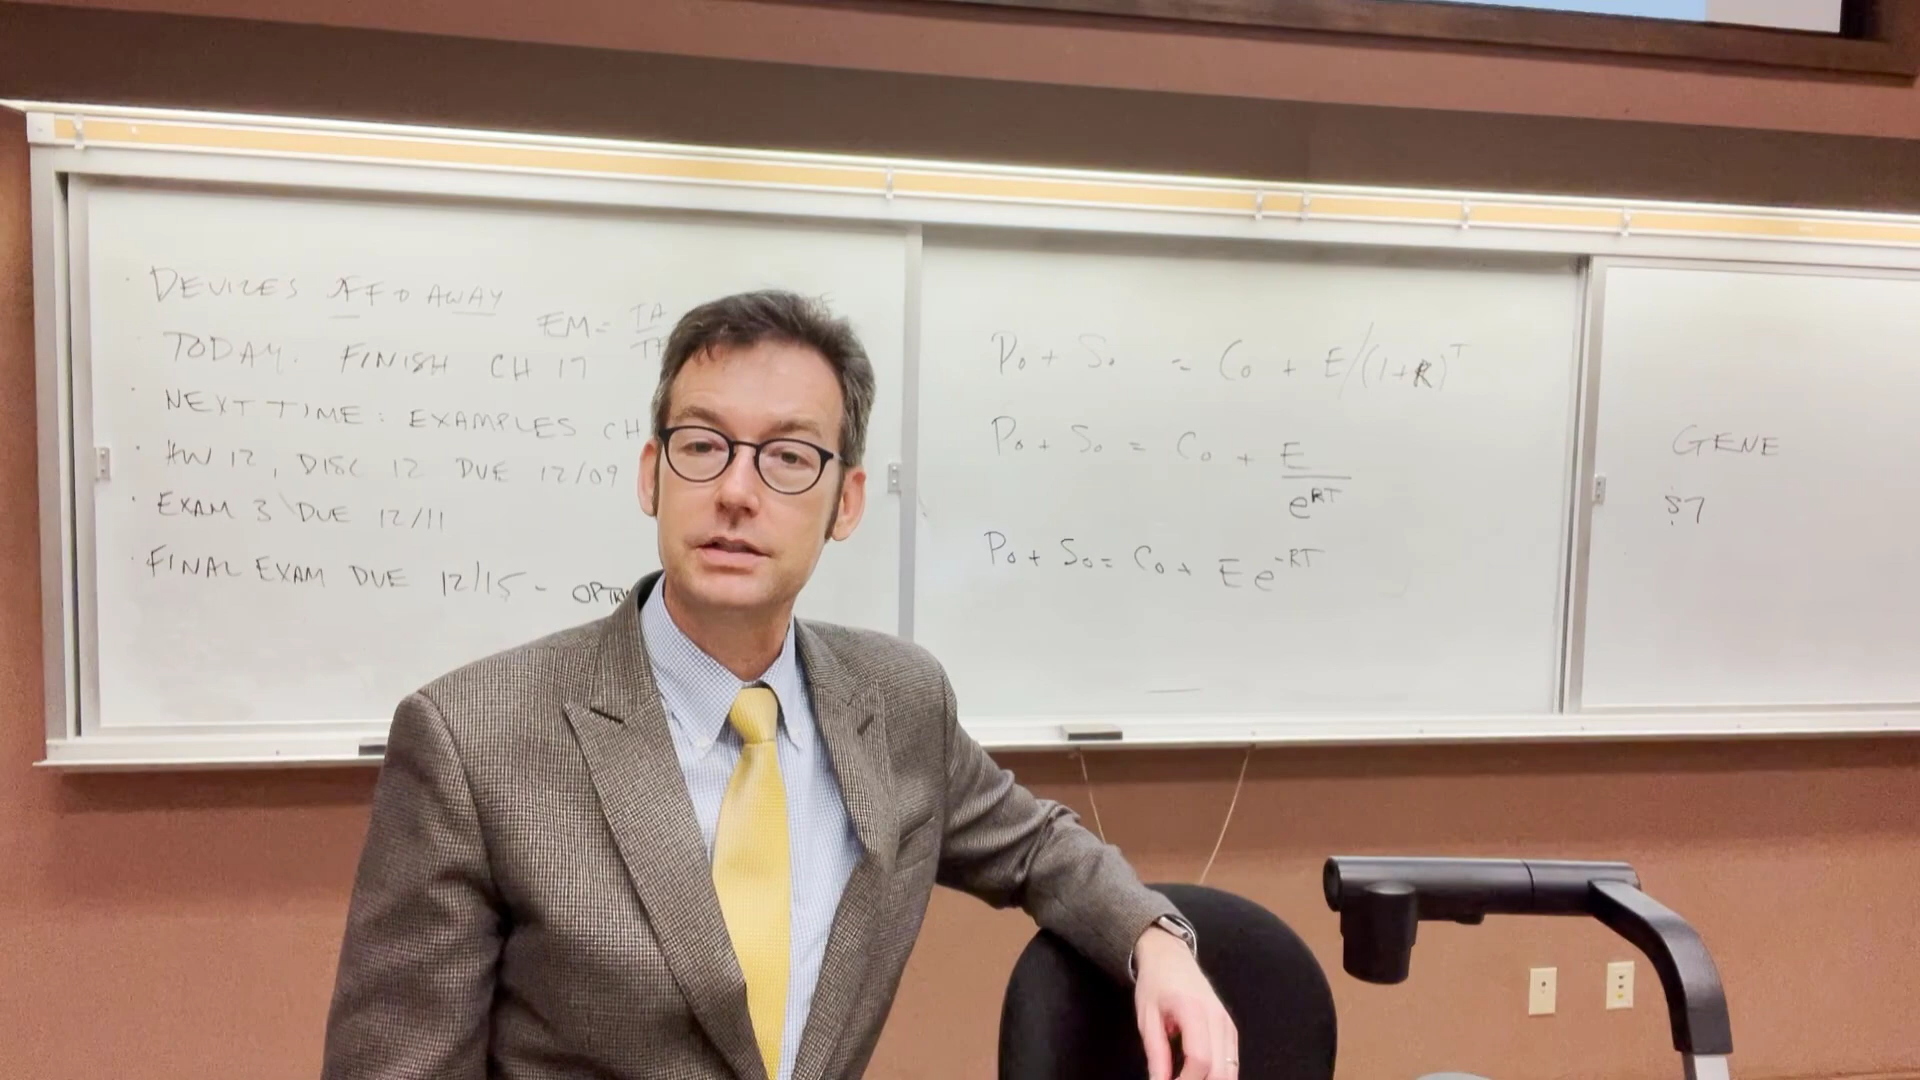 DEVICES OFF & AWAY
EM = TA
TODAY: FINISH CH 17
NEXT TIME: EXAMPLES CH
HW 12, DISC 12 DUE 12/09
EXAM 3 DUE 12/11
FINAL EXAM DUE 12/15 -
P₀ + S₀ = C₀ + E/(1+R)^T
P₀ + S₀ = C₀ + E
e^RT
P₀ + S₀ = C₀ + E e^-RT
GENE
$7